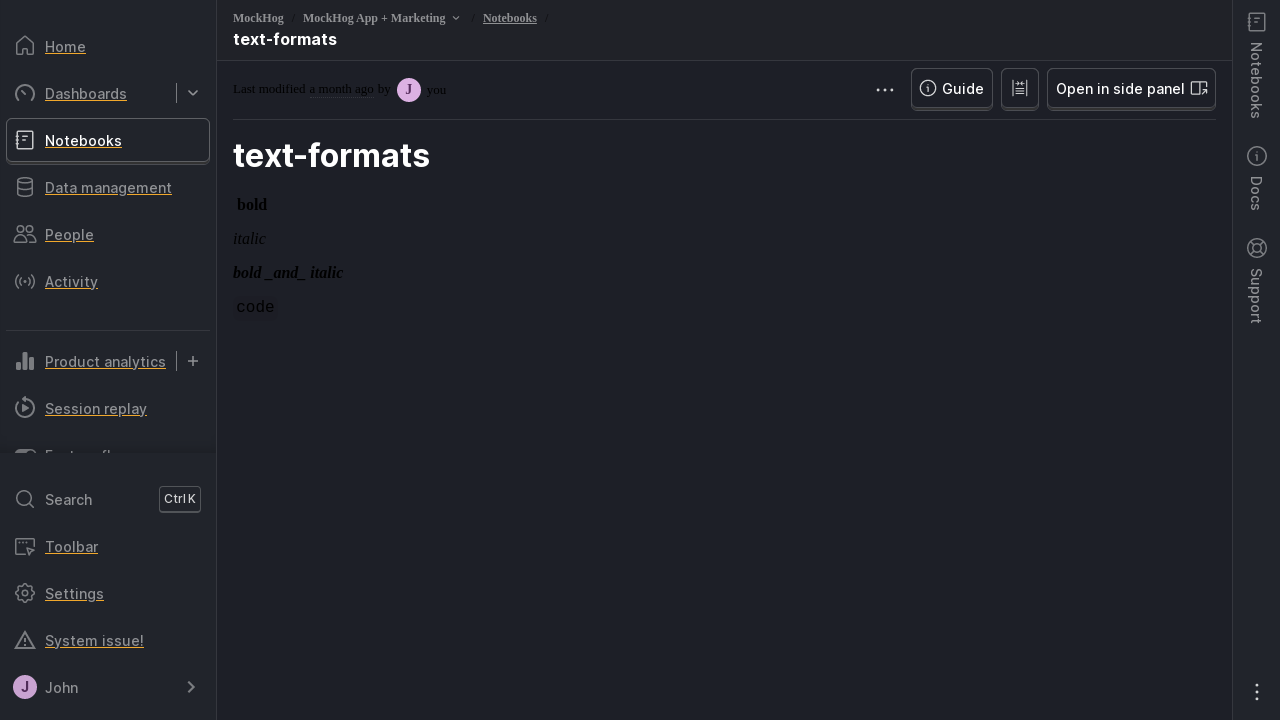 Home
Dashboards
Notebooks
Data management
People
Activity
Product analytics
Session replay
Search
Ctrl K
Toolbar
Settings
System issue!
J
John
MockHog / MockHog App + Marketing / Notebooks /
text-formats
Last modified a month ago by J you
Guide
Open in side panel
text-formats
bold
italic
bold _and_ italic
code
Notebooks
Docs
Support